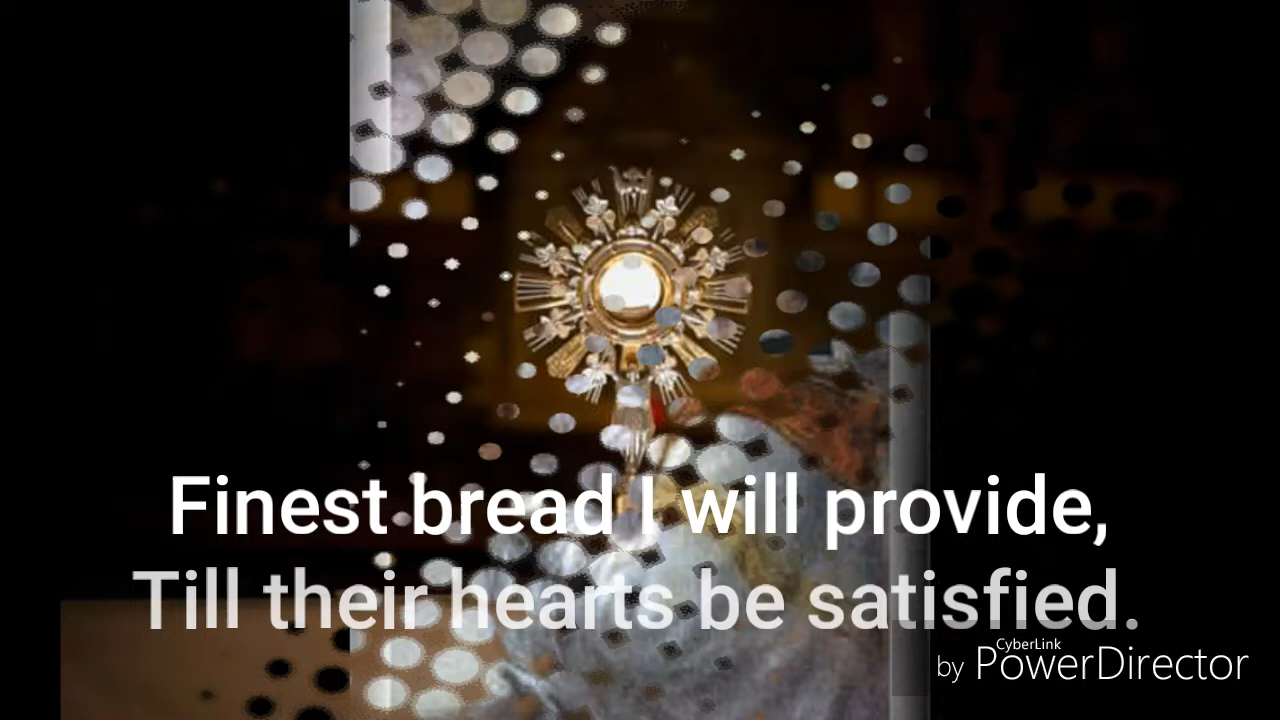 Finest bread I will provide,
Till their hearts be satisfied.
CyberLink
by PowerDirector